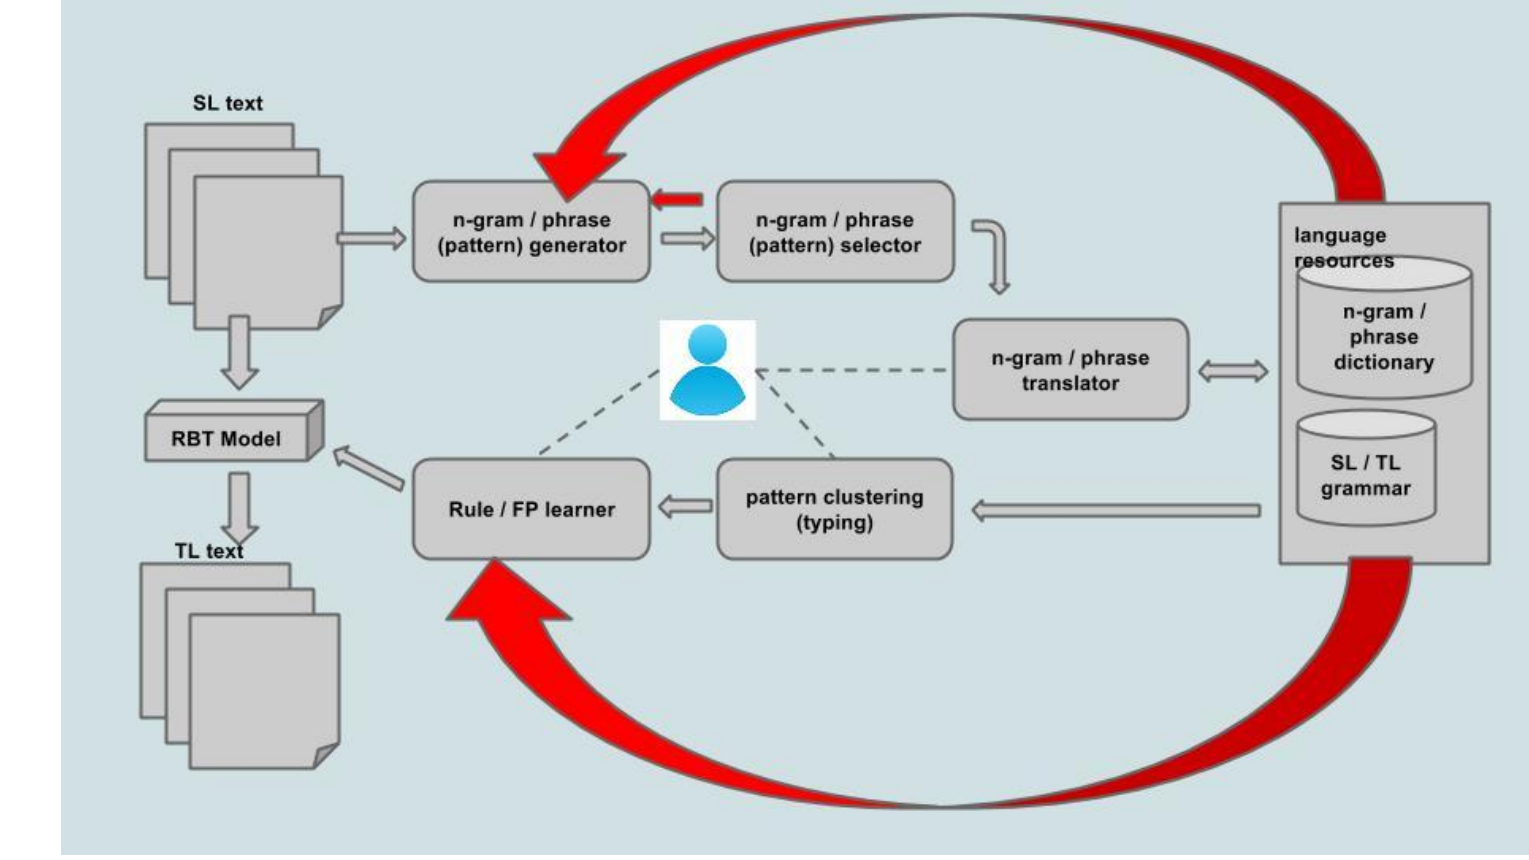 SL text
n-gram / phrase
(pattern) generator
n-gram / phrase
(pattern) selector
language
resources
n-gram /
phrase
dictionary
n-gram / phrase
translator
RBT Model
SL / TL
grammar
Rule / FP learner
pattern clustering
(typing)
TL text